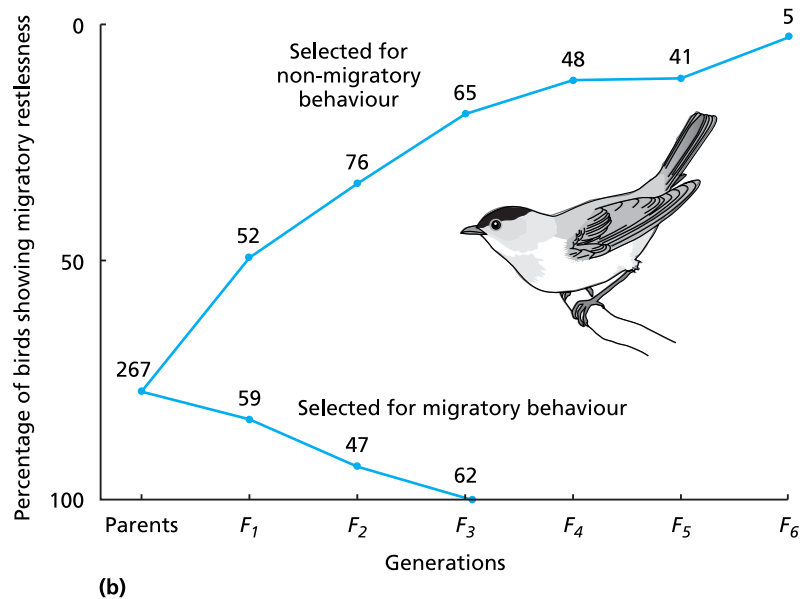 0
50
100
Percentage of birds showing migratory restlessness
Selected for
non-migratory
behaviour
5
48
41
65
76
52
267
59
Selected for migratory behaviour
47
62
Parents
F1
F2
F3
F4
F5
F6
Generations
(b)